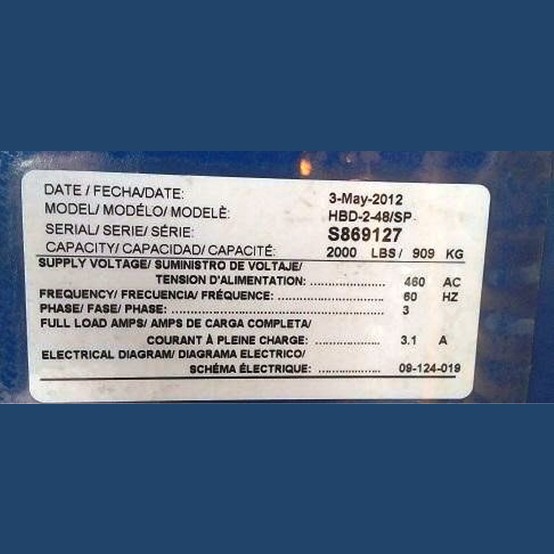 DATE / FECHA/DATE: 3-May-2012
MODEL/ MODÉLO/ MODELÈ: HBD-2-48/SP
SERIAL/ SERIE/ SÉRIE: S869127
CAPACITY/ CAPACIDAD/ CAPACITÉ: 2000 LBS / 909 KG
SUPPLY VOLTAGE/ SUMINISTRO DE VOLTAJE/
TENSION D'ALIMENTATION: ..................... 460 AC
FREQUENCY/ FRECUENCIA/ FRÉQUENCE: ..................... 60 HZ
PHASE/ FASE/ PHASE: ..................... 3
FULL LOAD AMPS/ AMPS DE CARGA COMPLETA/
COURANT À PLEINE CHARGE: ..................... 3.1 A
ELECTRICAL DIAGRAM/ DIAGRAMA ELECTRICO/
SCHÉMA ÉLECTRIQUE: ..................... 09-124-019